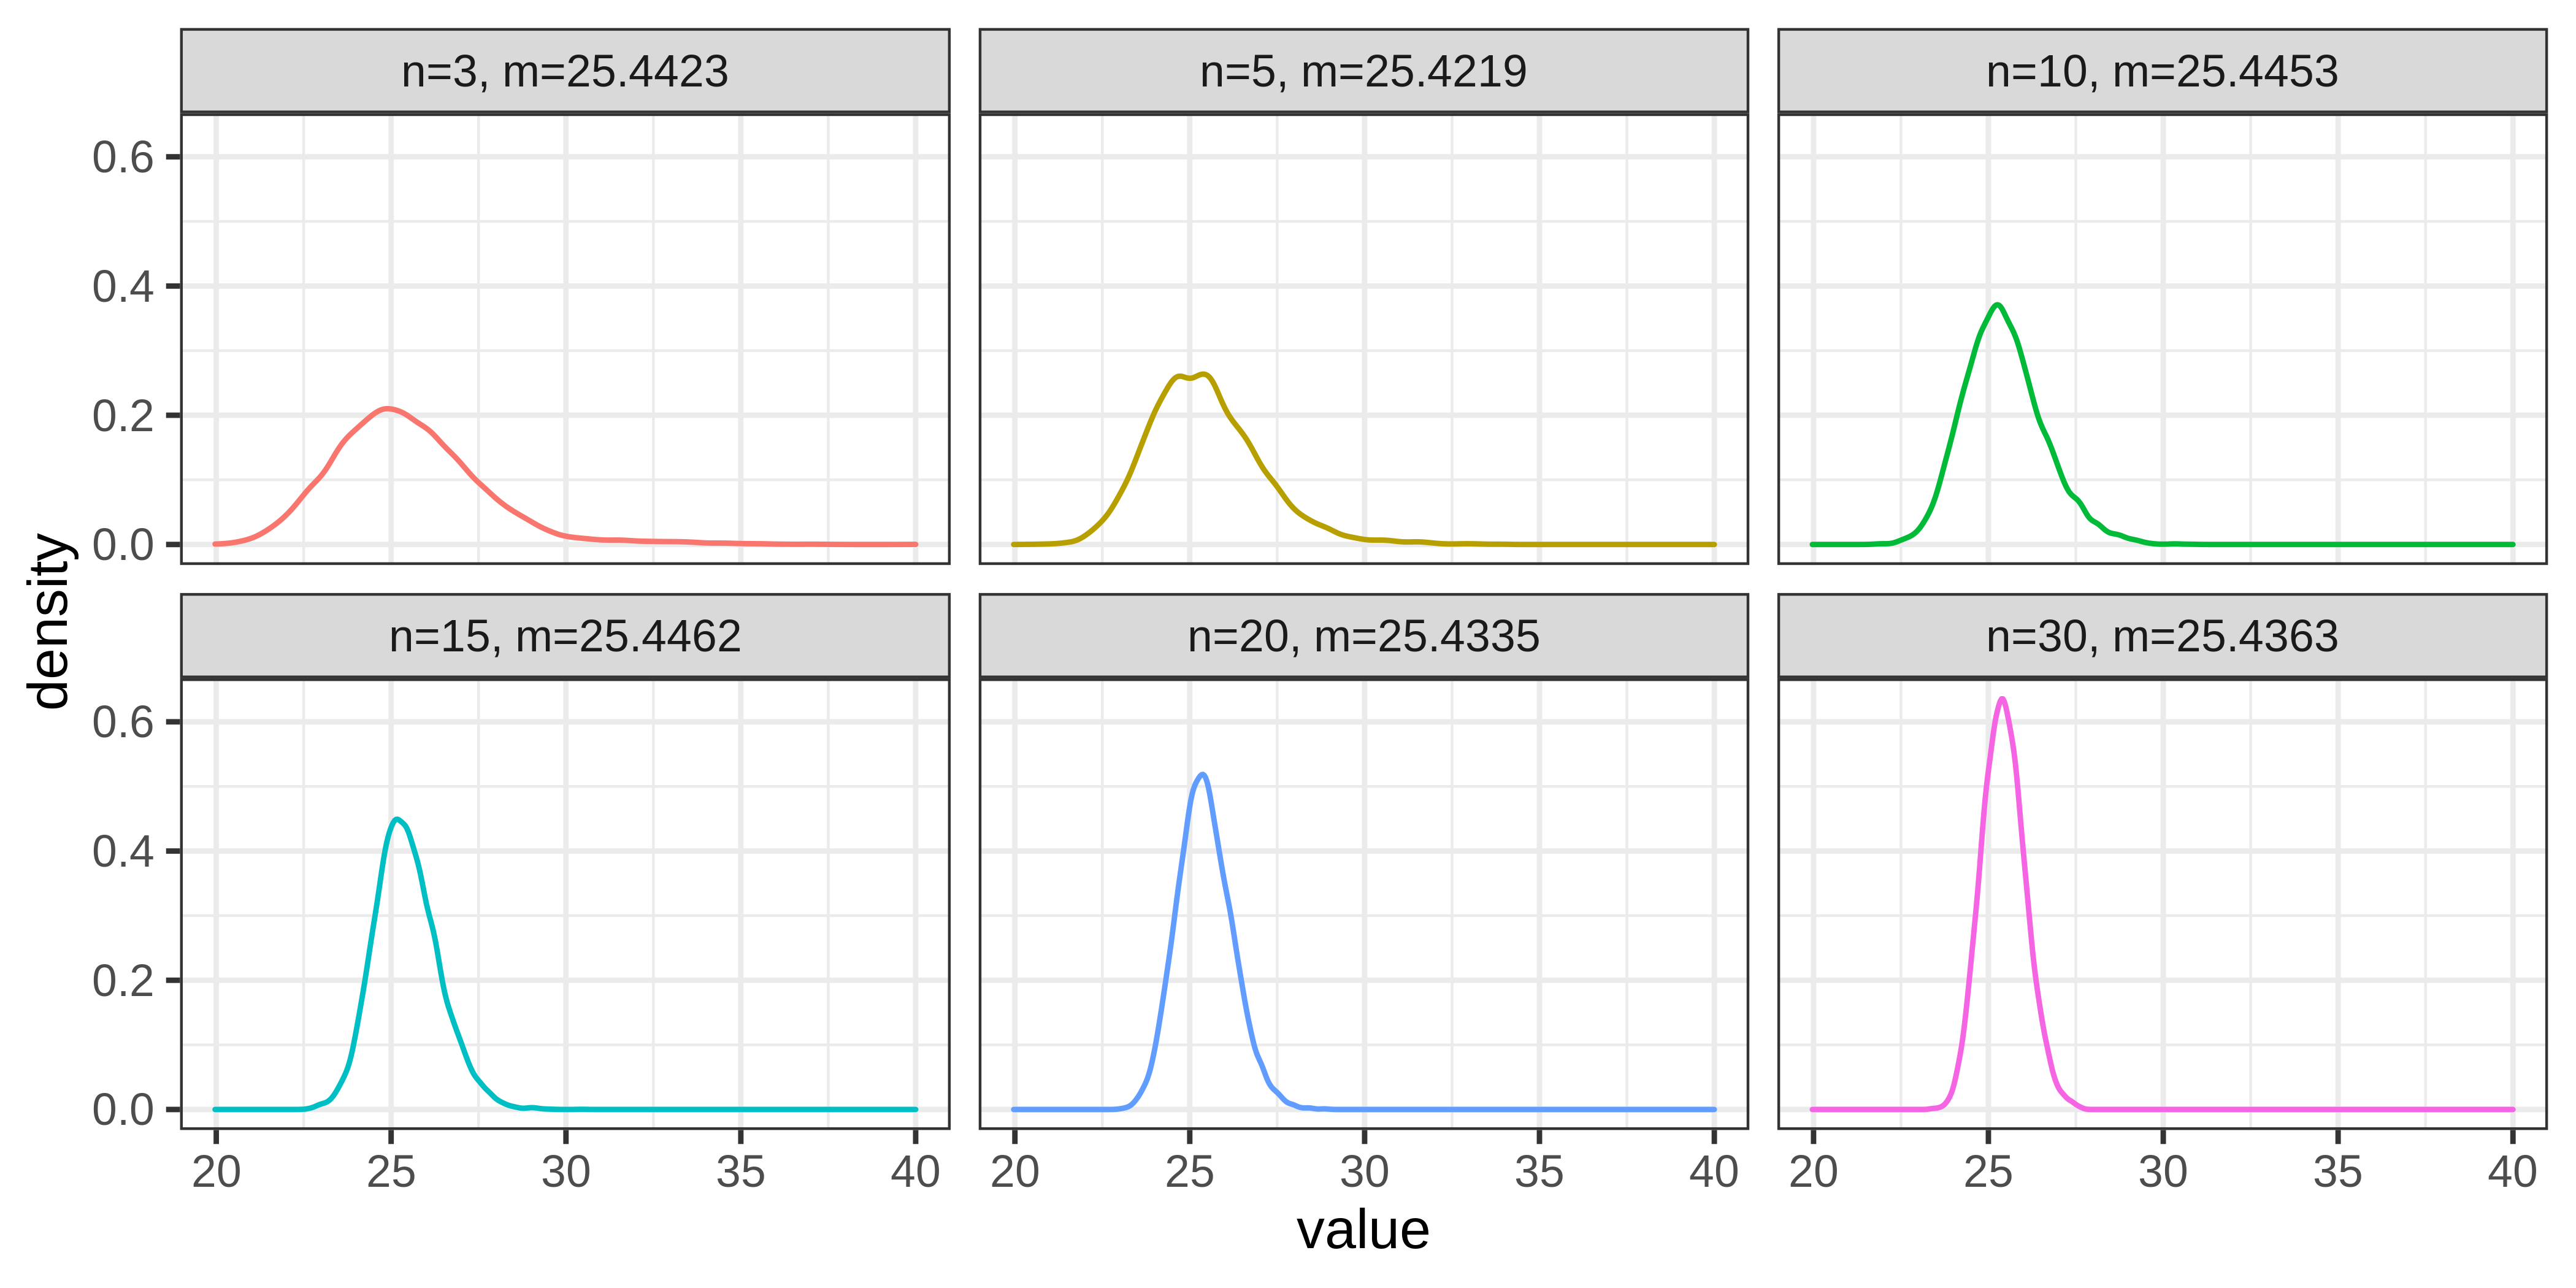 n=3, m=25.4423
n=5, m=25.4219
n=10, m=25.4453
0.6
0.4
0.2
0.0
n=15, m=25.4462
n=20, m=25.4335
n=30, m=25.4363
0.6
0.4
0.2
0.0
density
20 25 30 35 40
20 25 30 35 40
20 25 30 35 40
value